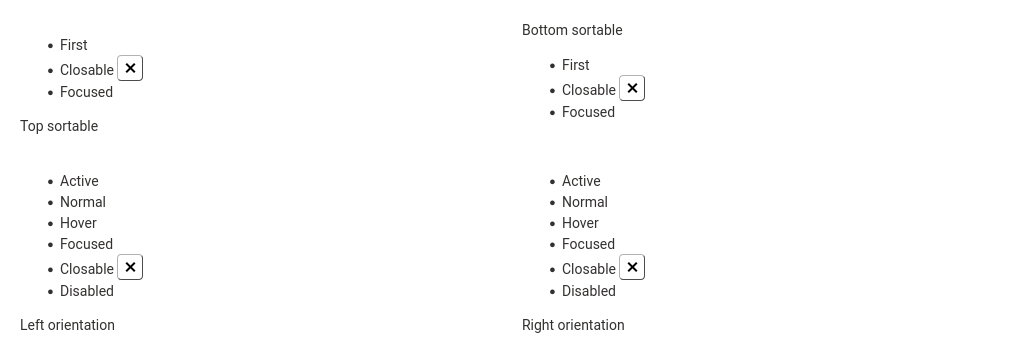 First
Closable
Focused
Top sortable
Bottom sortable
First
Closable
Focused
Active
Normal
Hover
Focused
Closable
Disabled
Left orientation
Active
Normal
Hover
Focused
Closable
Disabled
Right orientation